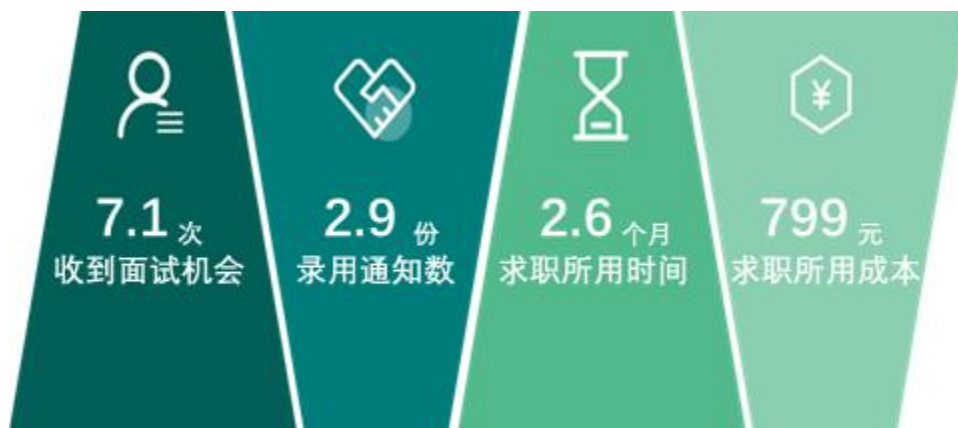 7.1 次
收到面试机会
2.9 份
录用通知数
2.6 个月
求职所用时间
¥
799 元
求职所用成本